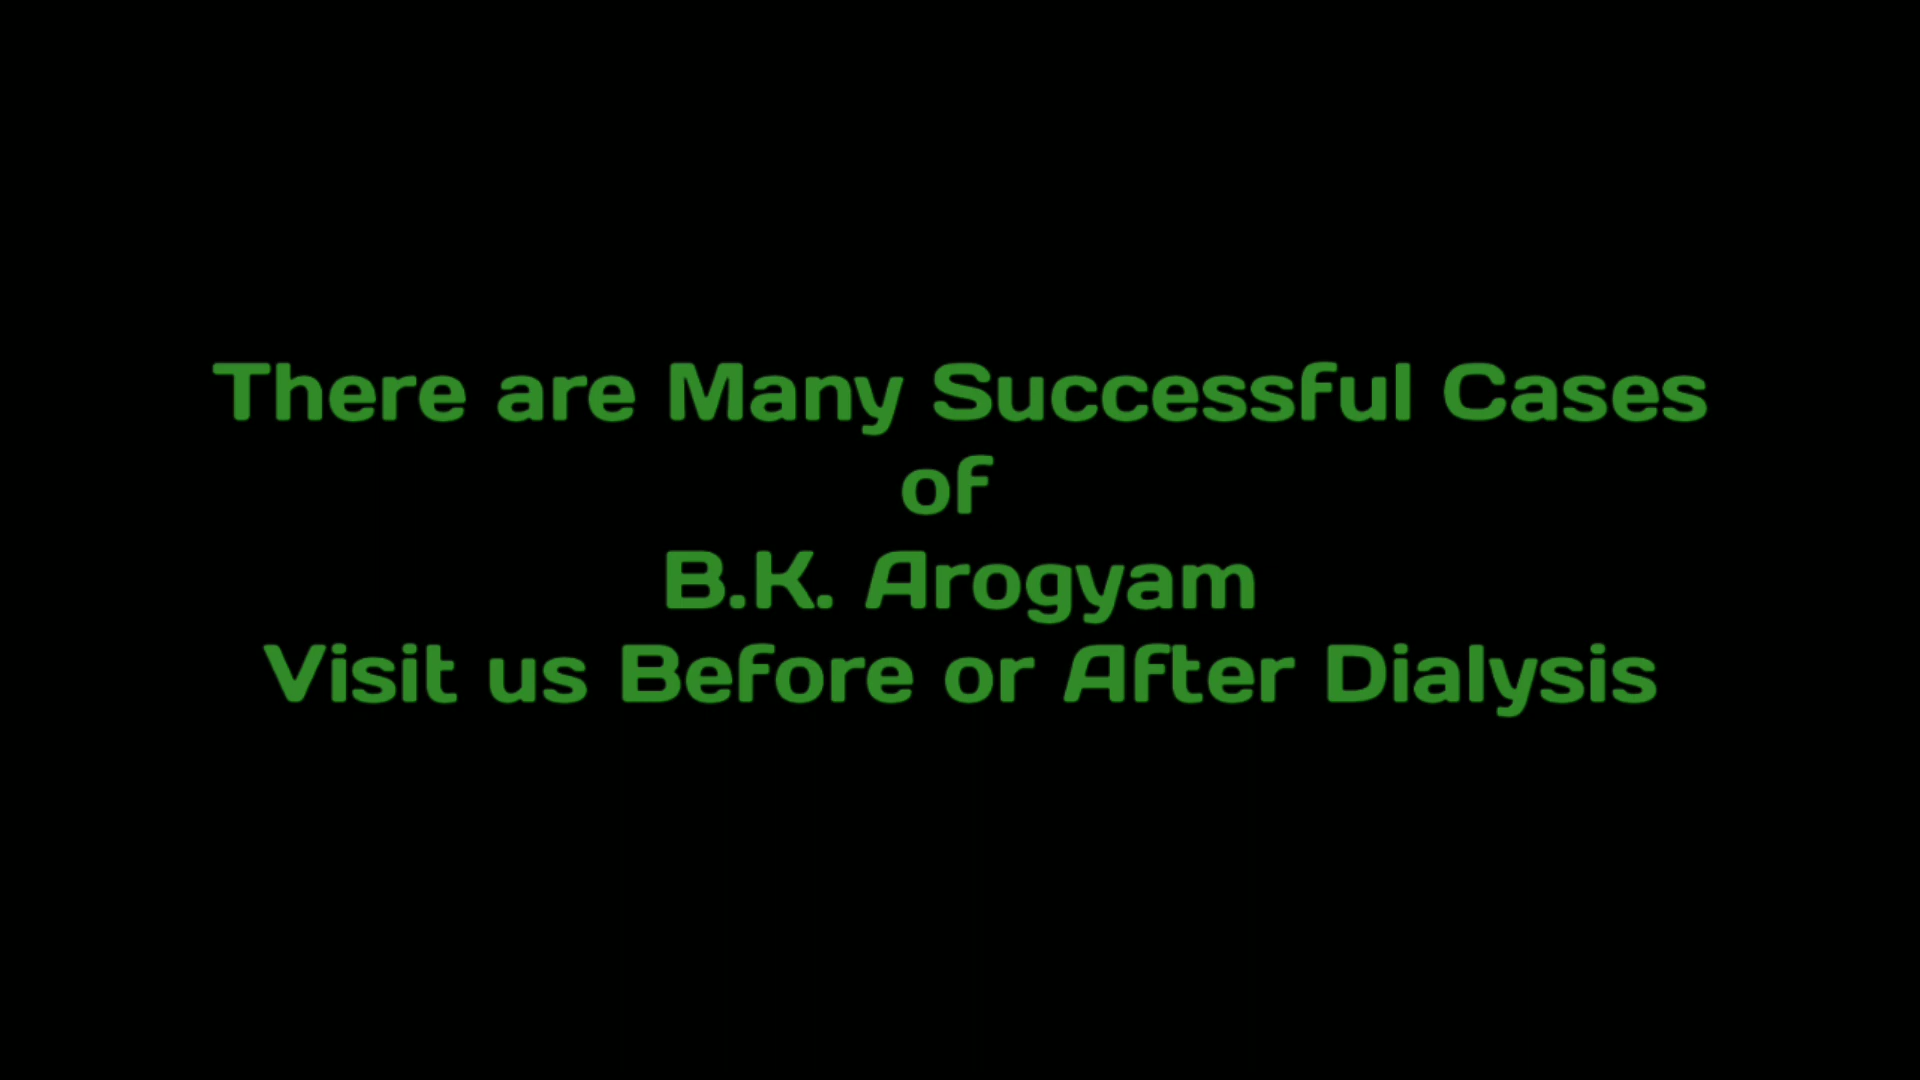 There are Many Successful Cases
of
B.K. Arogyam
Visit us Before or After Dialysis